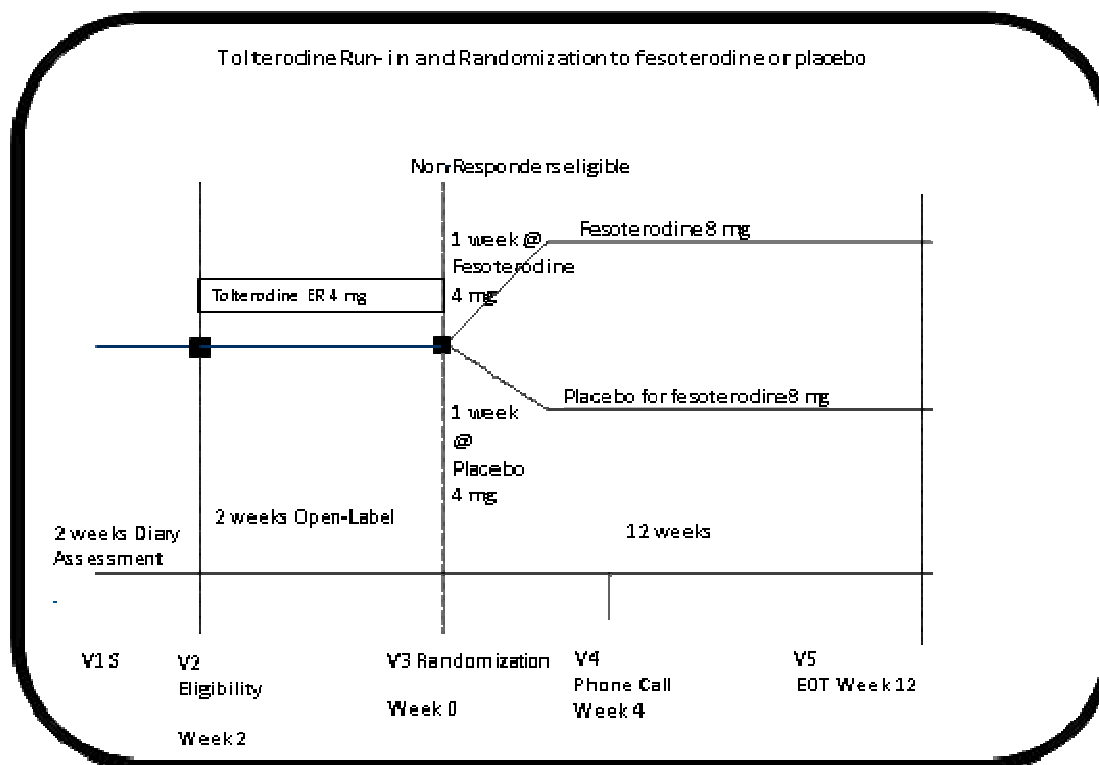 Tolterodine Run-in and Randomization to fesoterodine or placebo
Non-Responders eligible
1 week @
Fesoterodine
4 mg
Fesoterodine 8 mg
Tolterodine ER 4 mg
Placebo for fesoterodine 8 mg
1 week
@
Placebo
4 mg
2 weeks Open-Label
12 weeks
2 weeks Diary
Assessment
V1 S
V2
Eligibility
Week 2
V3 Randomization
Week 0
V4
Phone Call
Week 4
V5
EOT Week 12